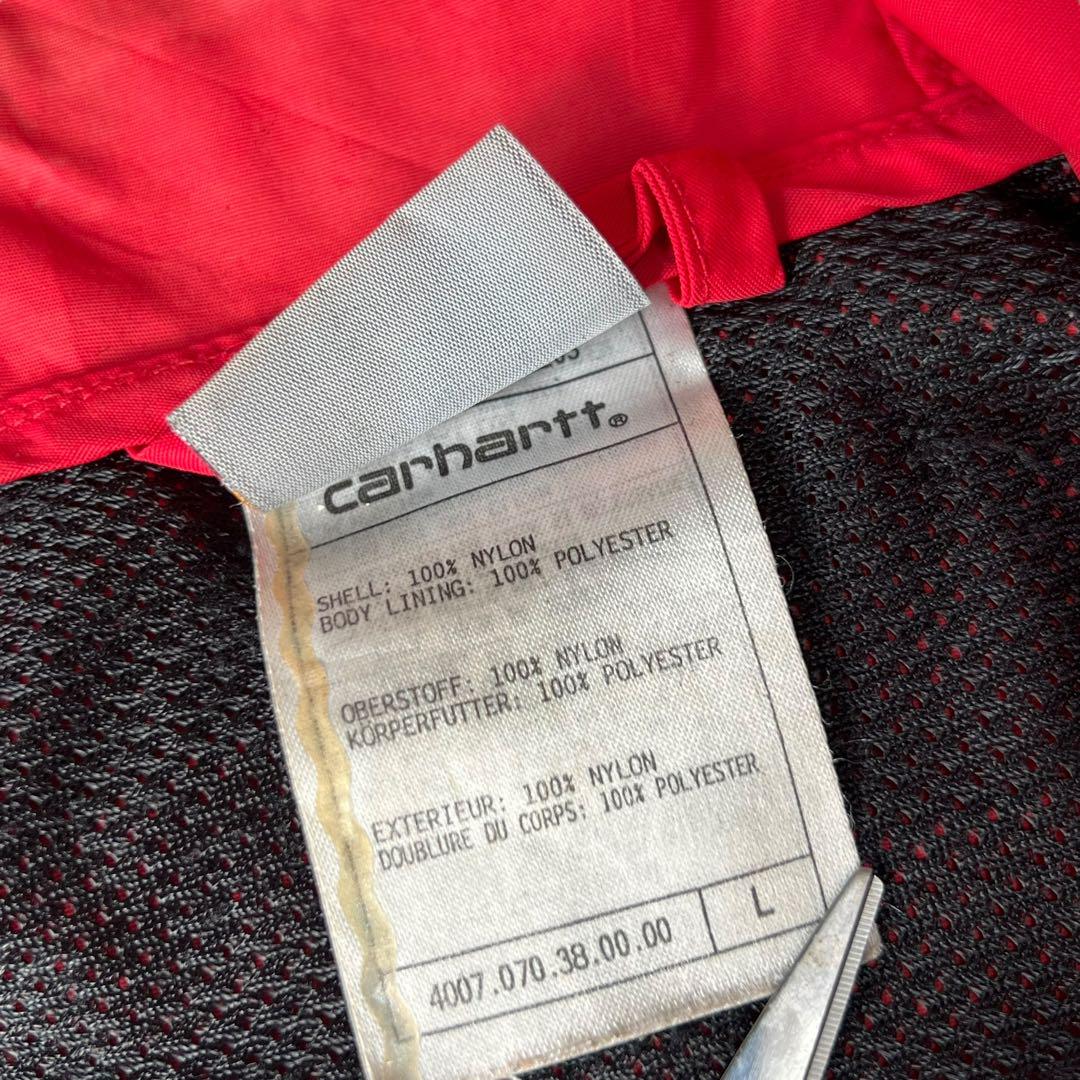 carhartt®
SHELL: 100% NYLON
BODY LINING: 100% POLYESTER
OBERSTOFF: 100% NYLON
KÖRPERFUTTER: 100% POLYESTER
EXTERIEUR: 100% NYLON
DOUBLURE DU CORPS: 100% POLYESTER
4007.070.38.00.00
L